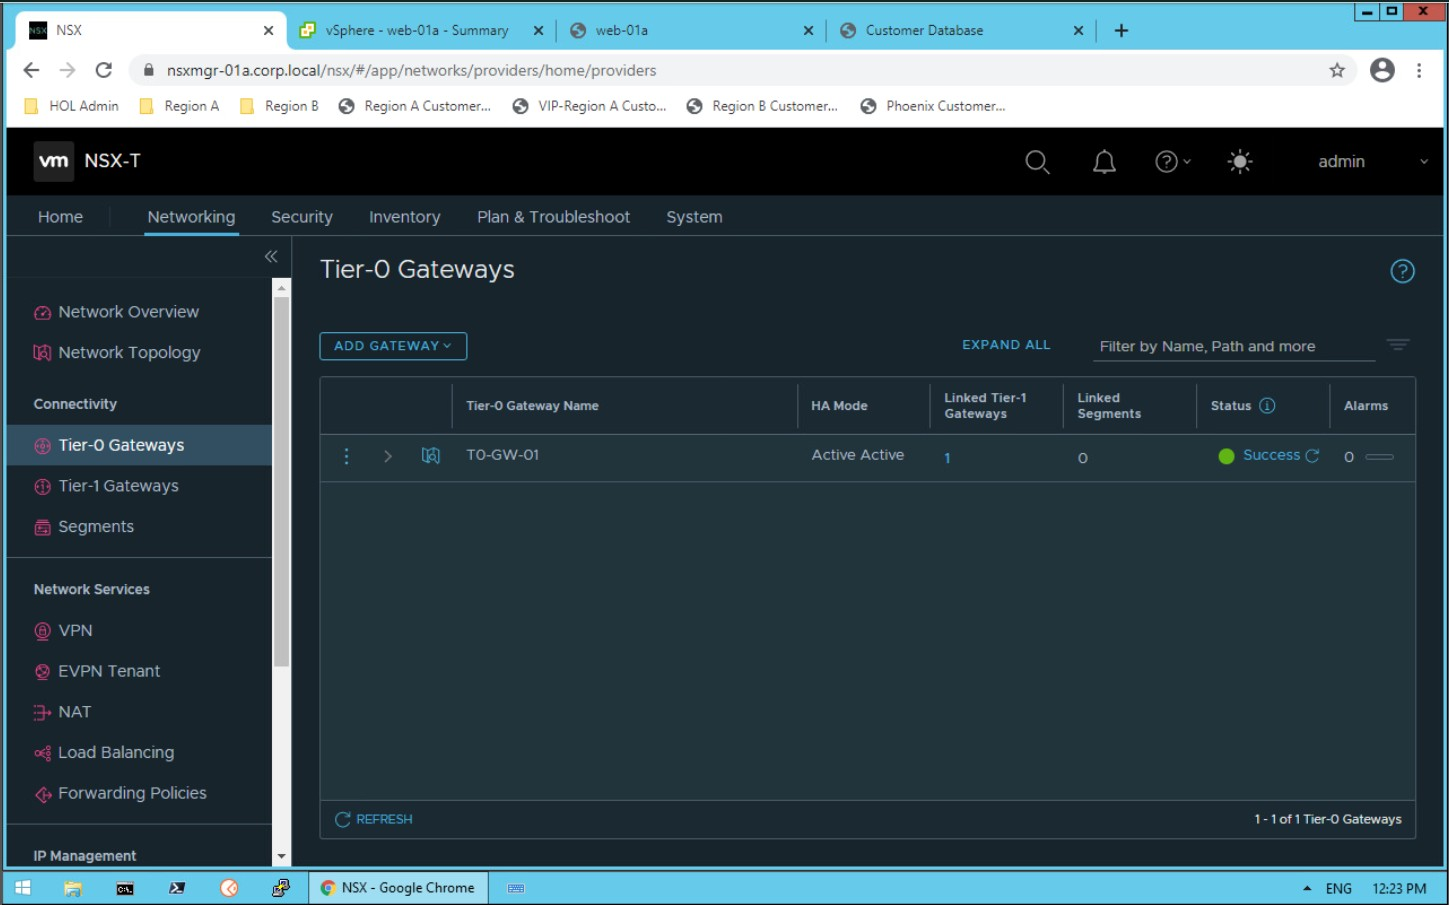 NSX
vSphere - web-01a - Summary
web-01a
Customer Database
nsxmgr-01a.corp.local/nsx/#/app/networks/providers/home/providers
HOL Admin
Region A
Region B
Region A Customer...
VIP-Region A Custo...
Region B Customer...
Phoenix Customer...
vm NSX-T
admin
Home
Networking
Security
Inventory
Plan & Troubleshoot
System
Network Overview
Network Topology
Connectivity
Tier-0 Gateways
Tier-1 Gateways
Segments
Network Services
VPN
EVPN Tenant
NAT
Load Balancing
Forwarding Policies
IP Management
Tier-0 Gateways
ADD GATEWAY
EXPAND ALL
Filter by Name, Path and more
Tier-0 Gateway Name
HA Mode
Linked Tier-1
Gateways
Linked
Segments
Status
Alarms
T0-GW-01
Active Active
1
0
Success
0
REFRESH
1 - 1 of 1 Tier-0 Gateways
NSX - Google Chrome
ENG
12:23 PM